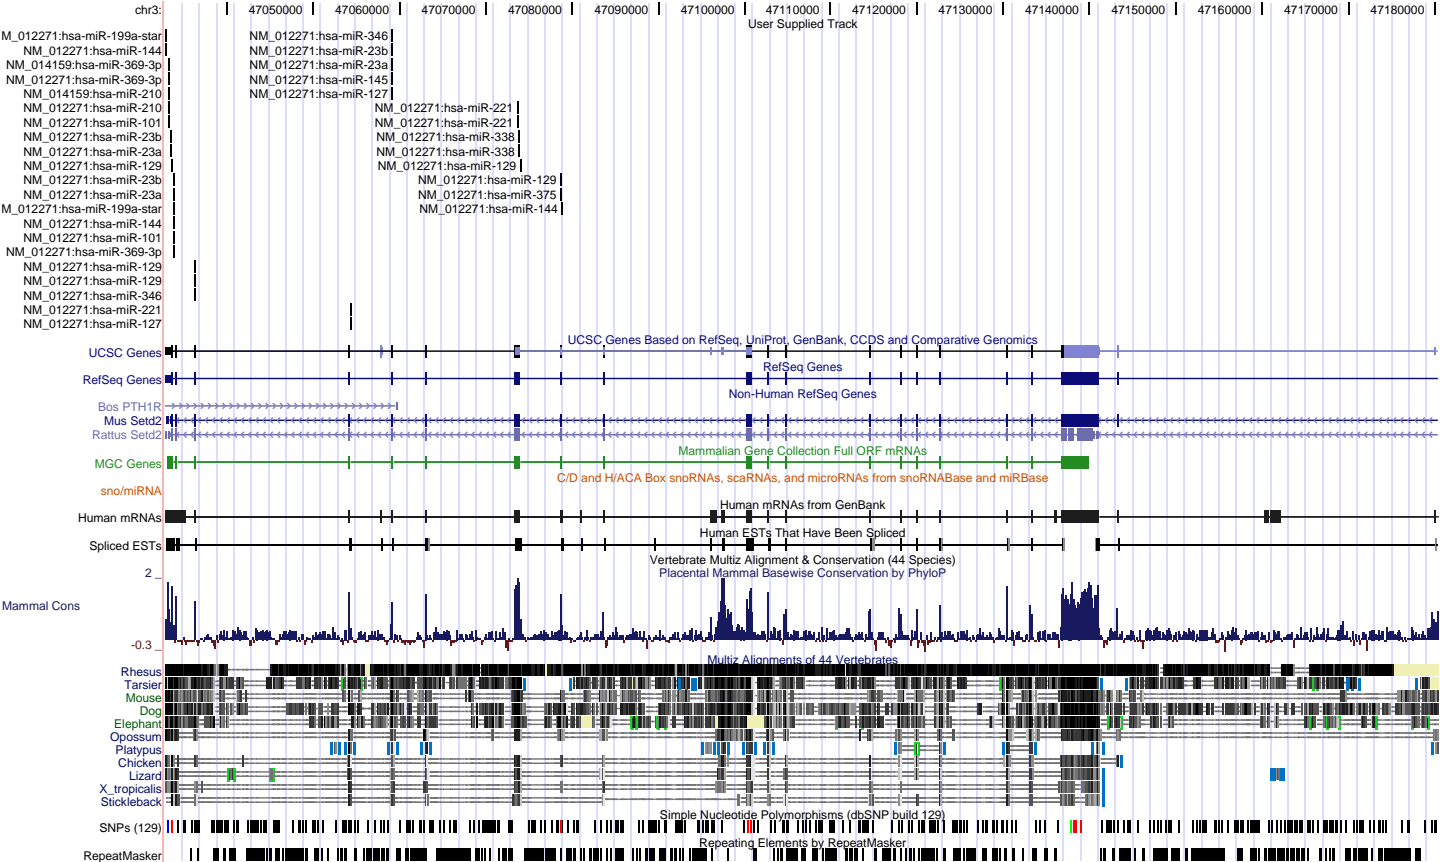 chr3: 47050000 47060000 47070000 47080000 47090000 47100000 47110000 47120000 47130000 47140000 47150000 47160000 47170000 47180000
User Supplied Track
M_012271:hsa-miR-199a-star NM_012271:hsa-miR-346
NM_012271:hsa-miR-144 NM_012271:hsa-miR-23b
NM_014159:hsa-miR-369-3p NM_012271:hsa-miR-23a
NM_012271:hsa-miR-369-3p NM_012271:hsa-miR-145
NM_014159:hsa-miR-210 NM_012271:hsa-miR-127
NM_012271:hsa-miR-210 NM_012271:hsa-miR-221
NM_012271:hsa-miR-101 NM_012271:hsa-miR-221
NM_012271:hsa-miR-23b NM_012271:hsa-miR-338
NM_012271:hsa-miR-23a NM_012271:hsa-miR-338
NM_012271:hsa-miR-129 NM_012271:hsa-miR-129
NM_012271:hsa-miR-23b NM_012271:hsa-miR-129
NM_012271:hsa-miR-23a NM_012271:hsa-miR-375
M_012271:hsa-miR-199a-star NM_012271:hsa-miR-144
NM_012271:hsa-miR-144
NM_012271:hsa-miR-101
NM_012271:hsa-miR-369-3p
NM_012271:hsa-miR-129
NM_012271:hsa-miR-129
NM_012271:hsa-miR-346
NM_012271:hsa-miR-221
NM_012271:hsa-miR-127
UCSC Genes Based on RefSeq, UniProt, GenBank, CCDS and Comparative Genomics
UCSC Genes
RefSeq Genes
RefSeq Genes
Non-Human RefSeq Genes
Bos PTH1R
Mus Setd2
Rattus Setd2
Mammalian Gene Collection Full ORF mRNAs
MGC Genes
C/D and H/ACA Box snoRNAs, scaRNAs, and microRNAs from snoRNABase and miRBase
sno/miRNA
Human mRNAs from GenBank
Human mRNAs
Human ESTs That Have Been Spliced
Spliced ESTs
Vertebrate Multiz Alignment & Conservation (44 Species)
Placental Mammal Basewise Conservation by PhyloP
2 _
Mammal Cons
-0.3 _
Multiz Alignments of 44 Vertebrates
Rhesus
Tarsier
Mouse
Dog
Elephant
Opossum
Platypus
Chicken
Lizard
X_tropicalis
Stickleback
Simple Nucleotide Polymorphisms (dbSNP build 129)
SNPs (129)
Repeating Elements by RepeatMasker
RepeatMasker